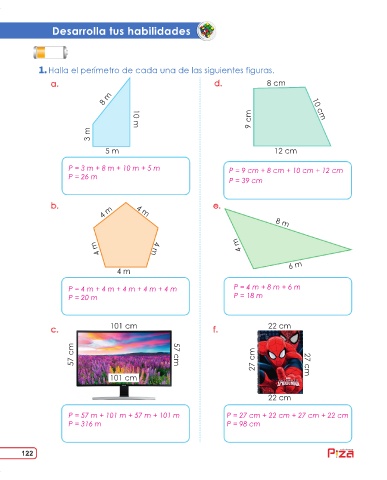 Desarrolla tus habilidades
1. Halla el perímetro de cada una de las siguientes figuras.
a.
8 m
10 m
3 m
5 m
P = 3 m + 8 m + 10 m + 5 m
P = 26 m
d.
8 cm
10 cm
9 cm
12 cm
P = 9 cm + 8 cm + 10 cm + 12 cm
P = 39 cm
b.
4 m
4 m
4 m
4 m
4 m
P = 4 m + 4 m + 4 m + 4 m + 4 m
P = 20 m
e.
8 m
4 m
6 m
P = 4 m + 8 m + 6 m
P = 18 m
c.
101 cm
57 cm
57 cm
101 cm
P = 57 m + 101 m + 57 m + 101 m
P = 316 m
f.
22 cm
27 cm
27 cm
22 cm
P = 27 cm + 22 cm + 27 cm + 22 cm
P = 98 cm
122